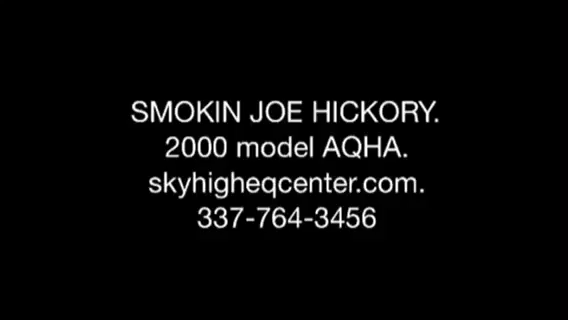 SMOKIN JOE HICKORY.
2000 model AQHA.
skyhigheqcenter.com.
337-764-3456